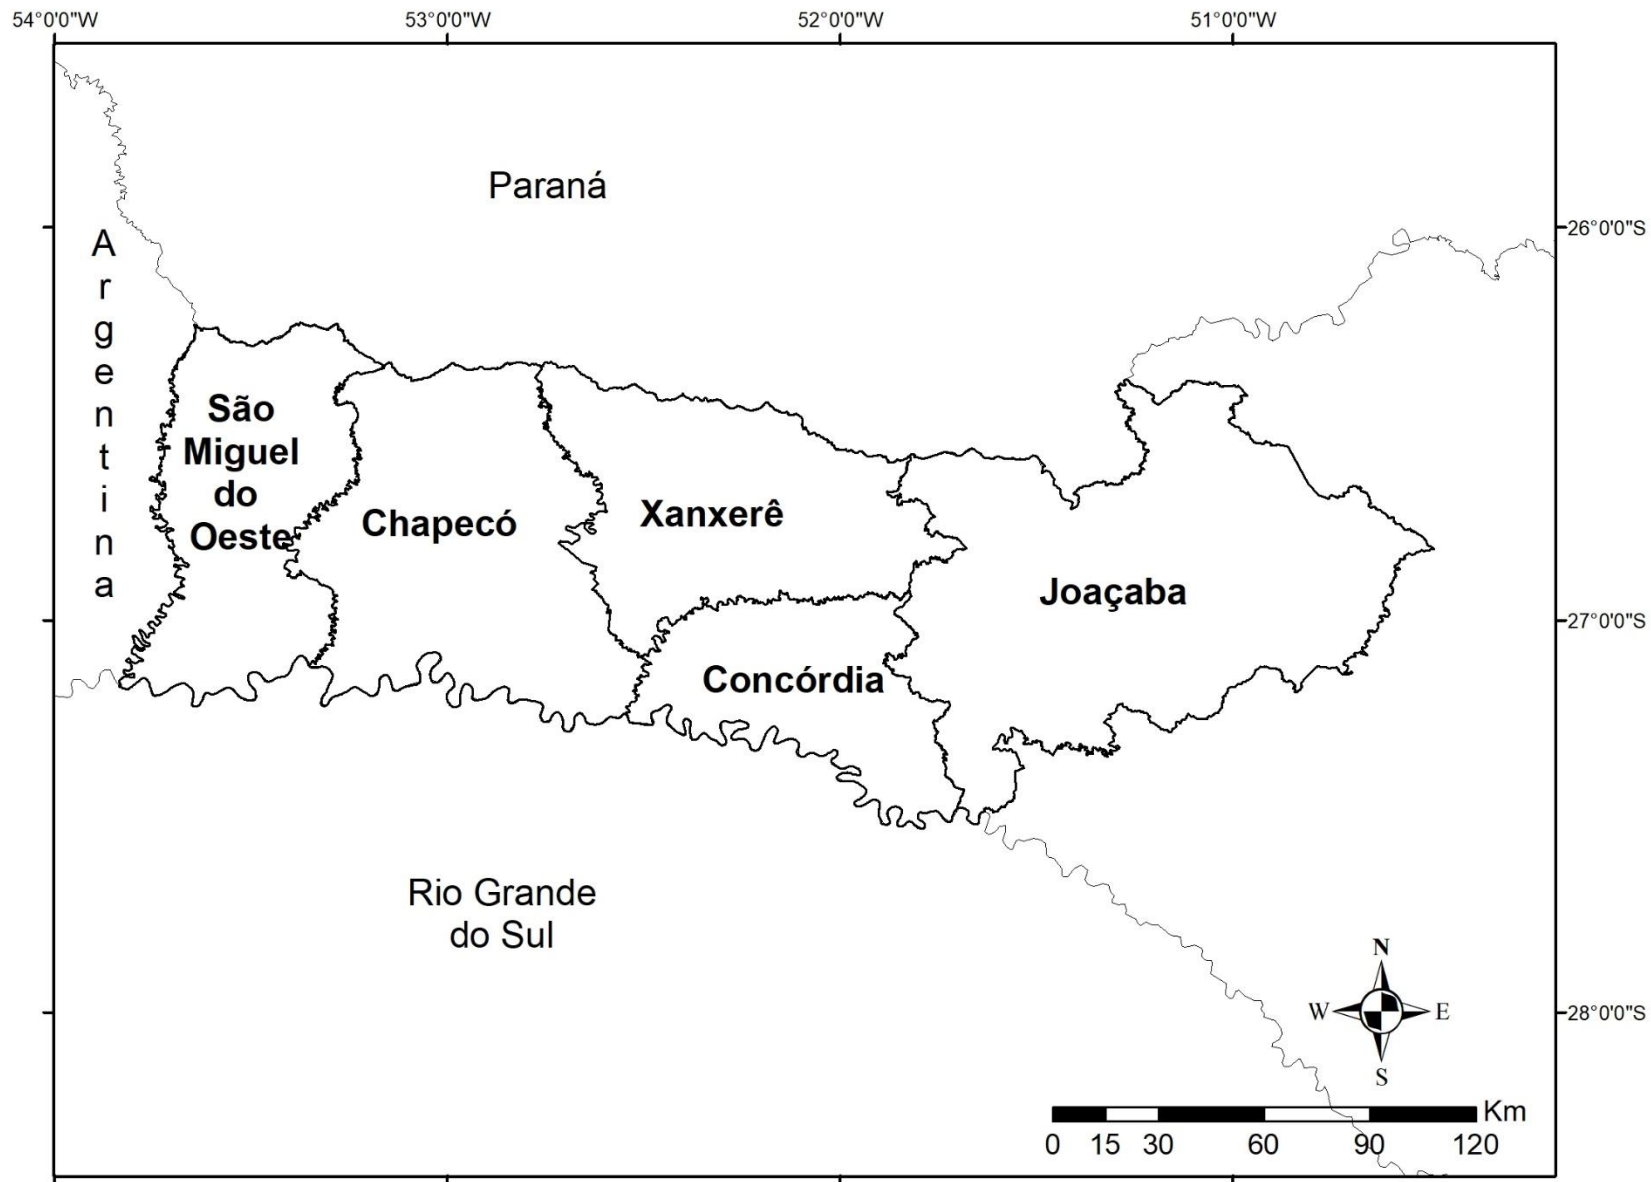 54°0'0"W
53°0'0"W
52°0'0"W
51°0'0"W
Paraná
26°0'0"S
Argentina
São
Miguel
do
Oeste
Chapecó
Xanxerê
Joaçaba
27°0'0"S
Concórdia
Rio Grande
do Sul
N
W
E
S
28°0'0"S
Km
0 15 30 60 90 120